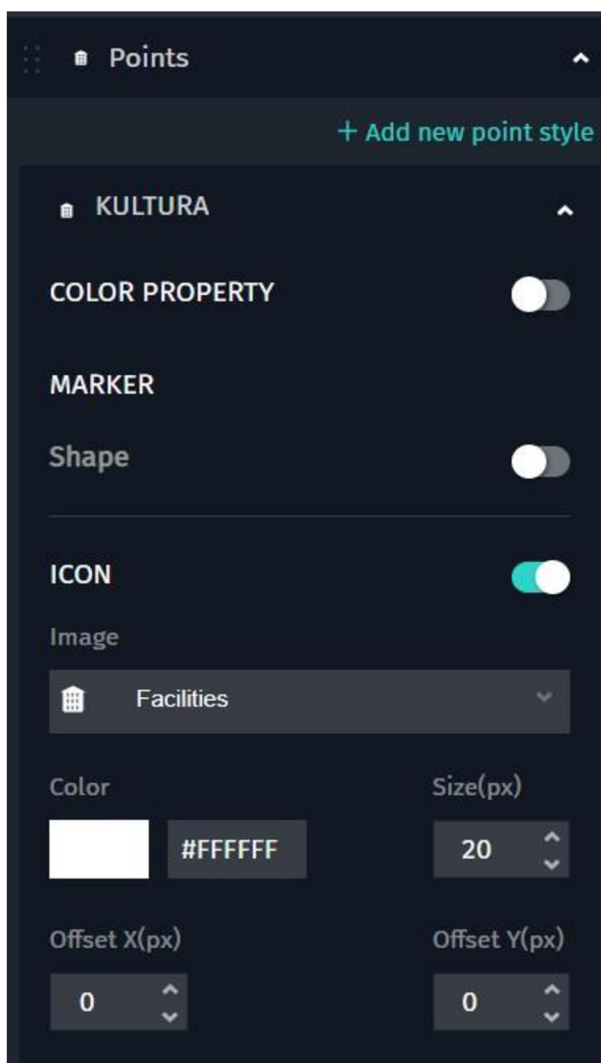 Points
+ Add new point style
KULTURA
COLOR PROPERTY
MARKER
Shape
ICON
Image
Facilities
Color Size(px)
#FFFFFF 20
Offset X(px) Offset Y(px)
0 0